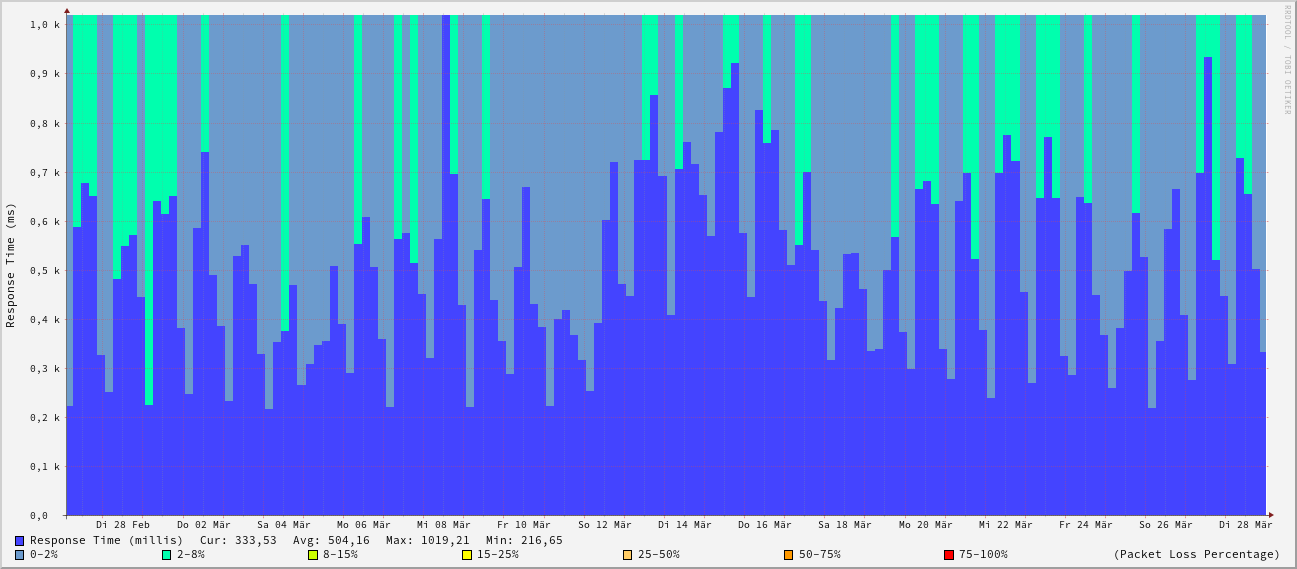 RRDTOOL / TOBI OETIKER
Response Time (ms)
1,0 k
0,9 k
0,8 k
0,7 k
0,6 k
0,5 k
0,4 k
0,3 k
0,2 k
0,1 k
0,0
Di 28 Feb Do 02 Mär Sa 04 Mär Mo 06 Mär Mi 08 Mär Fr 10 Mär So 12 Mär Di 14 Mär Do 16 Mär Sa 18 Mär Mo 20 Mär Mi 22 Mär Fr 24 Mär So 26 Mär Di 28 Mär
Response Time (millis) Cur: 333,53 Avg: 504,16 Max: 1019,21 Min: 216,65
0-2% 2-8% 8-15% 15-25% 25-50% 50-75% 75-100% (Packet Loss Percentage)